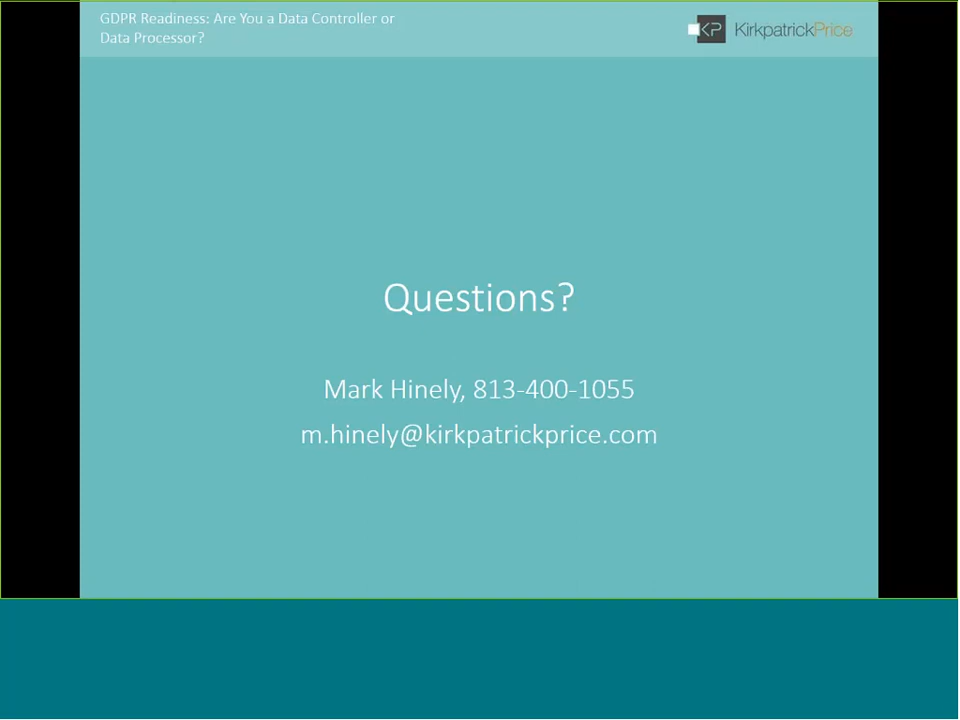 GDPR Readiness: Are You a Data Controller or
Data Processor?
KP KirkpatrickPrice
Questions?
Mark Hinely, 813-400-1055
m.hinely@kirkpatrickprice.com